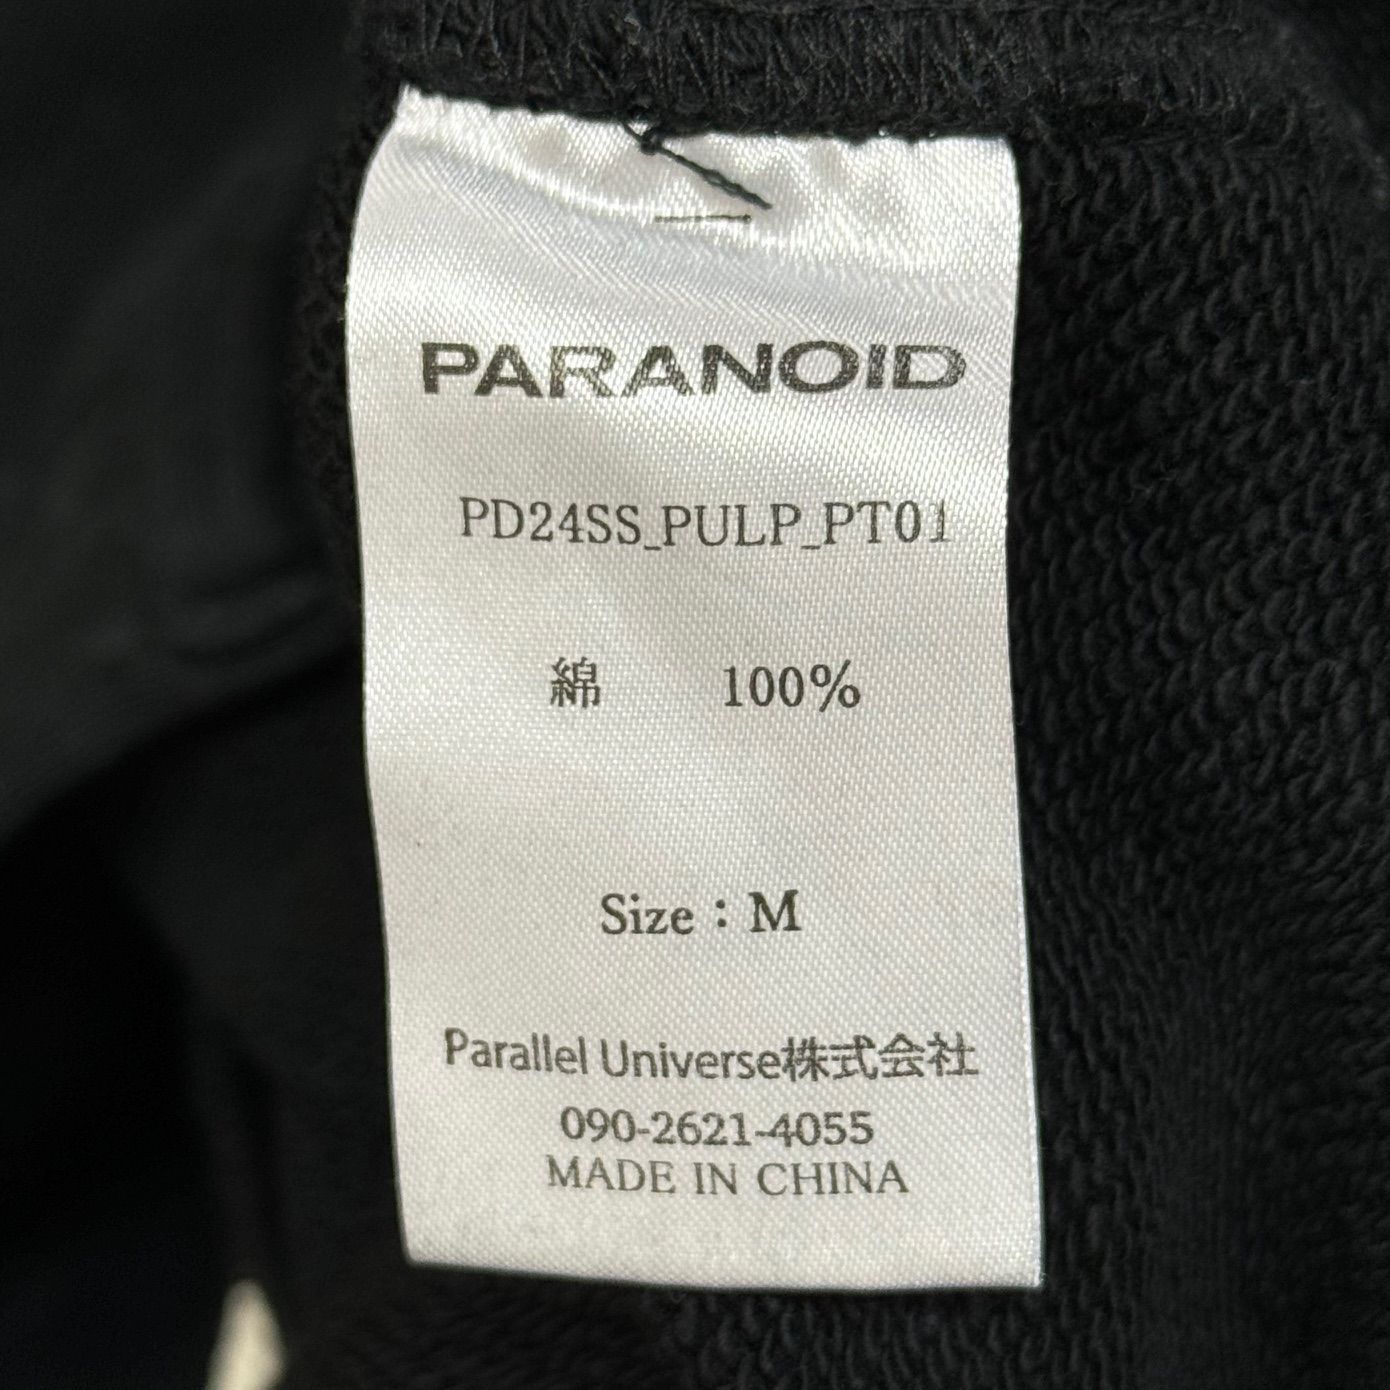 PARANOID
PD24SS_PULP_PT01
綿 100%
Size : M
Parallel Universe株式会社
090-2621-4055
MADE IN CHINA